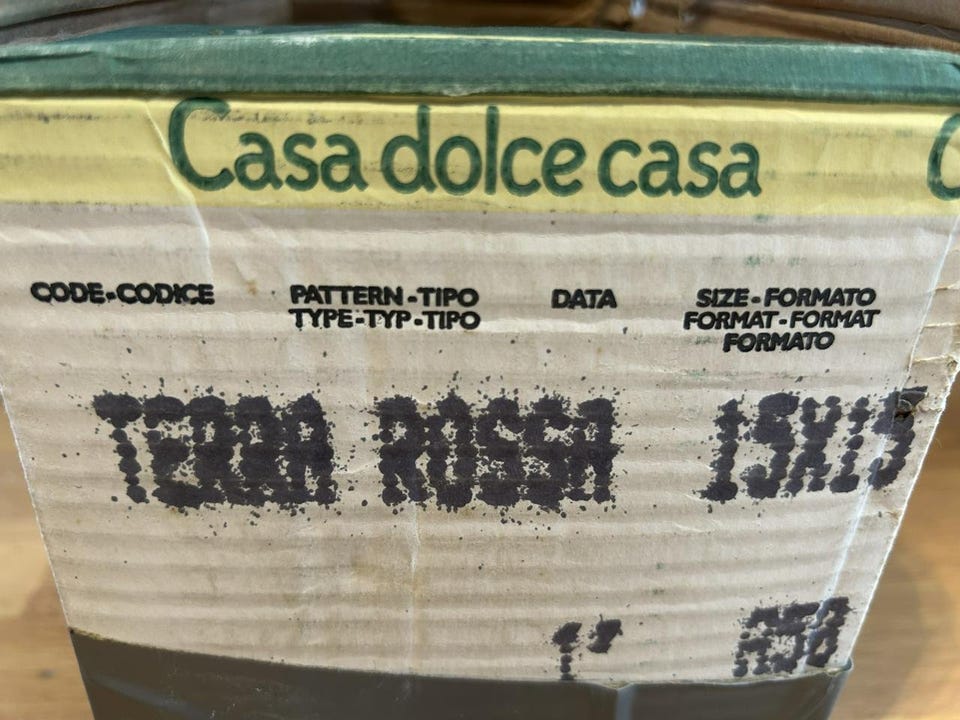 Casa dolce casa
CODE-CODICE
PATTERN-TIPO
TYPE-TYP-TIPO
DATA
SIZE-FORMATO
FORMAT-FORMAT
FORMATO
TERRA ROSSA 15X15
1°